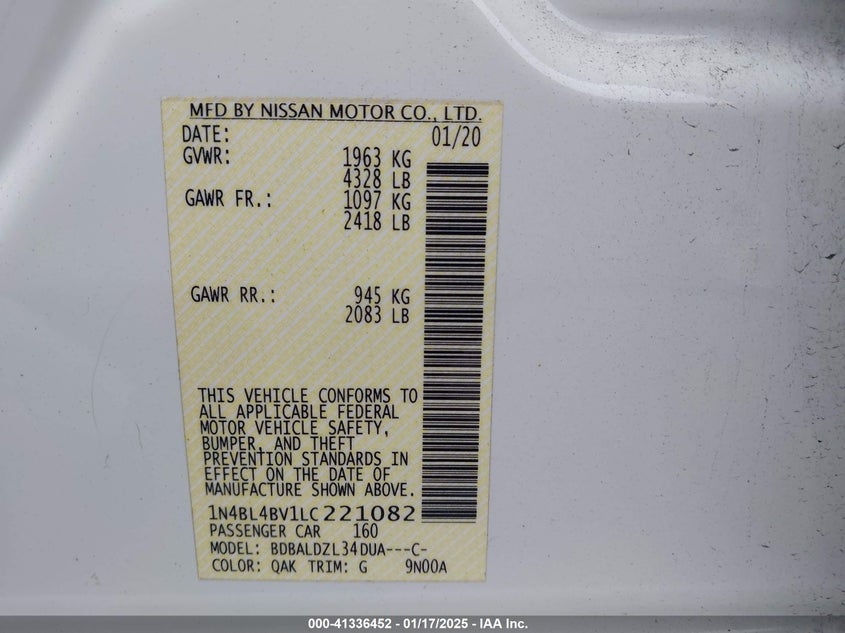 MFD BY NISSAN MOTOR CO., LTD.
DATE: 01/20
GVWR: 1963 KG
4328 LB
GAWR FR.: 1097 KG
2418 LB
GAWR RR.: 945 KG
2083 LB
THIS VEHICLE CONFORMS TO
ALL APPLICABLE FEDERAL
MOTOR VEHICLE SAFETY,
BUMPER, AND THEFT
PREVENTION STANDARDS IN
EFFECT ON THE DATE OF
MANUFACTURE SHOWN ABOVE.
1N4BL4BV1LC221082
PASSENGER CAR 160
MODEL: BDBALDZL34DUA---C-
COLOR: QAK TRIM: G 9N00A
000-41336452 - 01/17/2025 - IAA Inc.